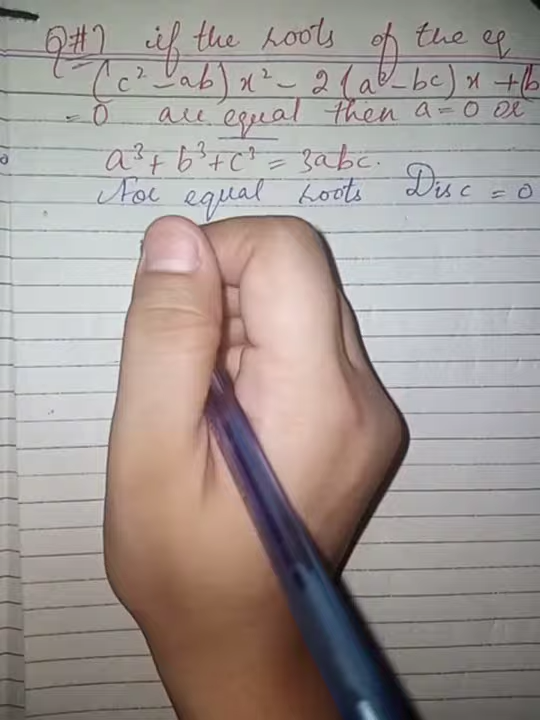 Q#7 if the roots of the eq
(c² - ab) x² - 2 (a² - bc) x + (b
= 0 are equal then a = 0 or
a³ + b³ + c³ = 3abc.
For equal roots Disc = 0